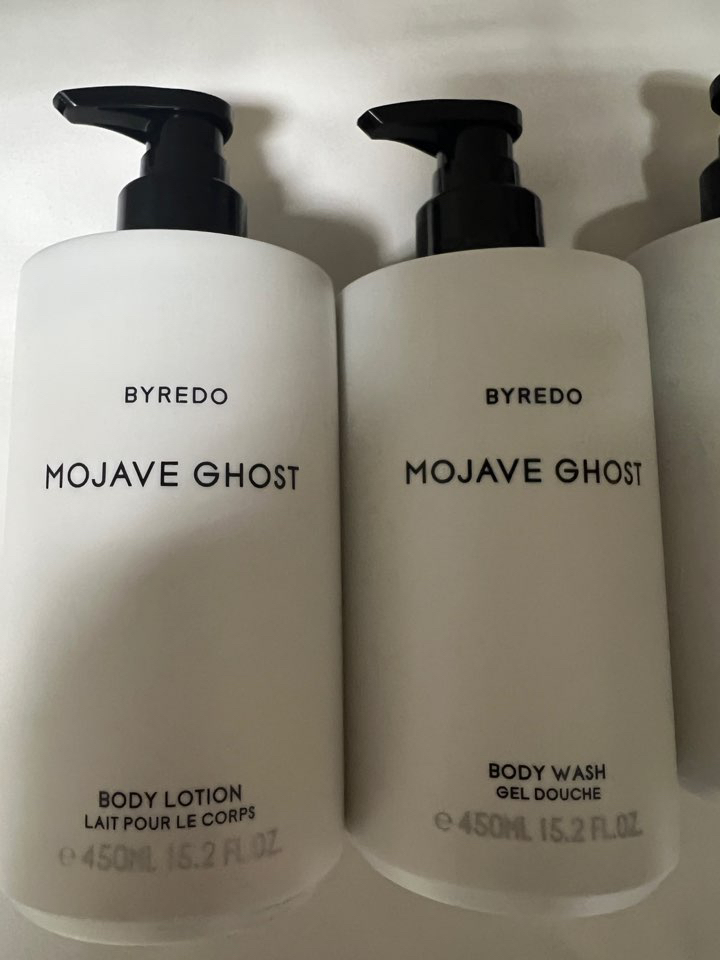 BYREDO
MOJAVE GHOST
BODY LOTION
LAIT POUR LE CORPS
℮ 450ML 15.2 FL.OZ
BYREDO
MOJAVE GHOST
BODY WASH
GEL DOUCHE
℮ 450ML 15.2 FL.OZ.